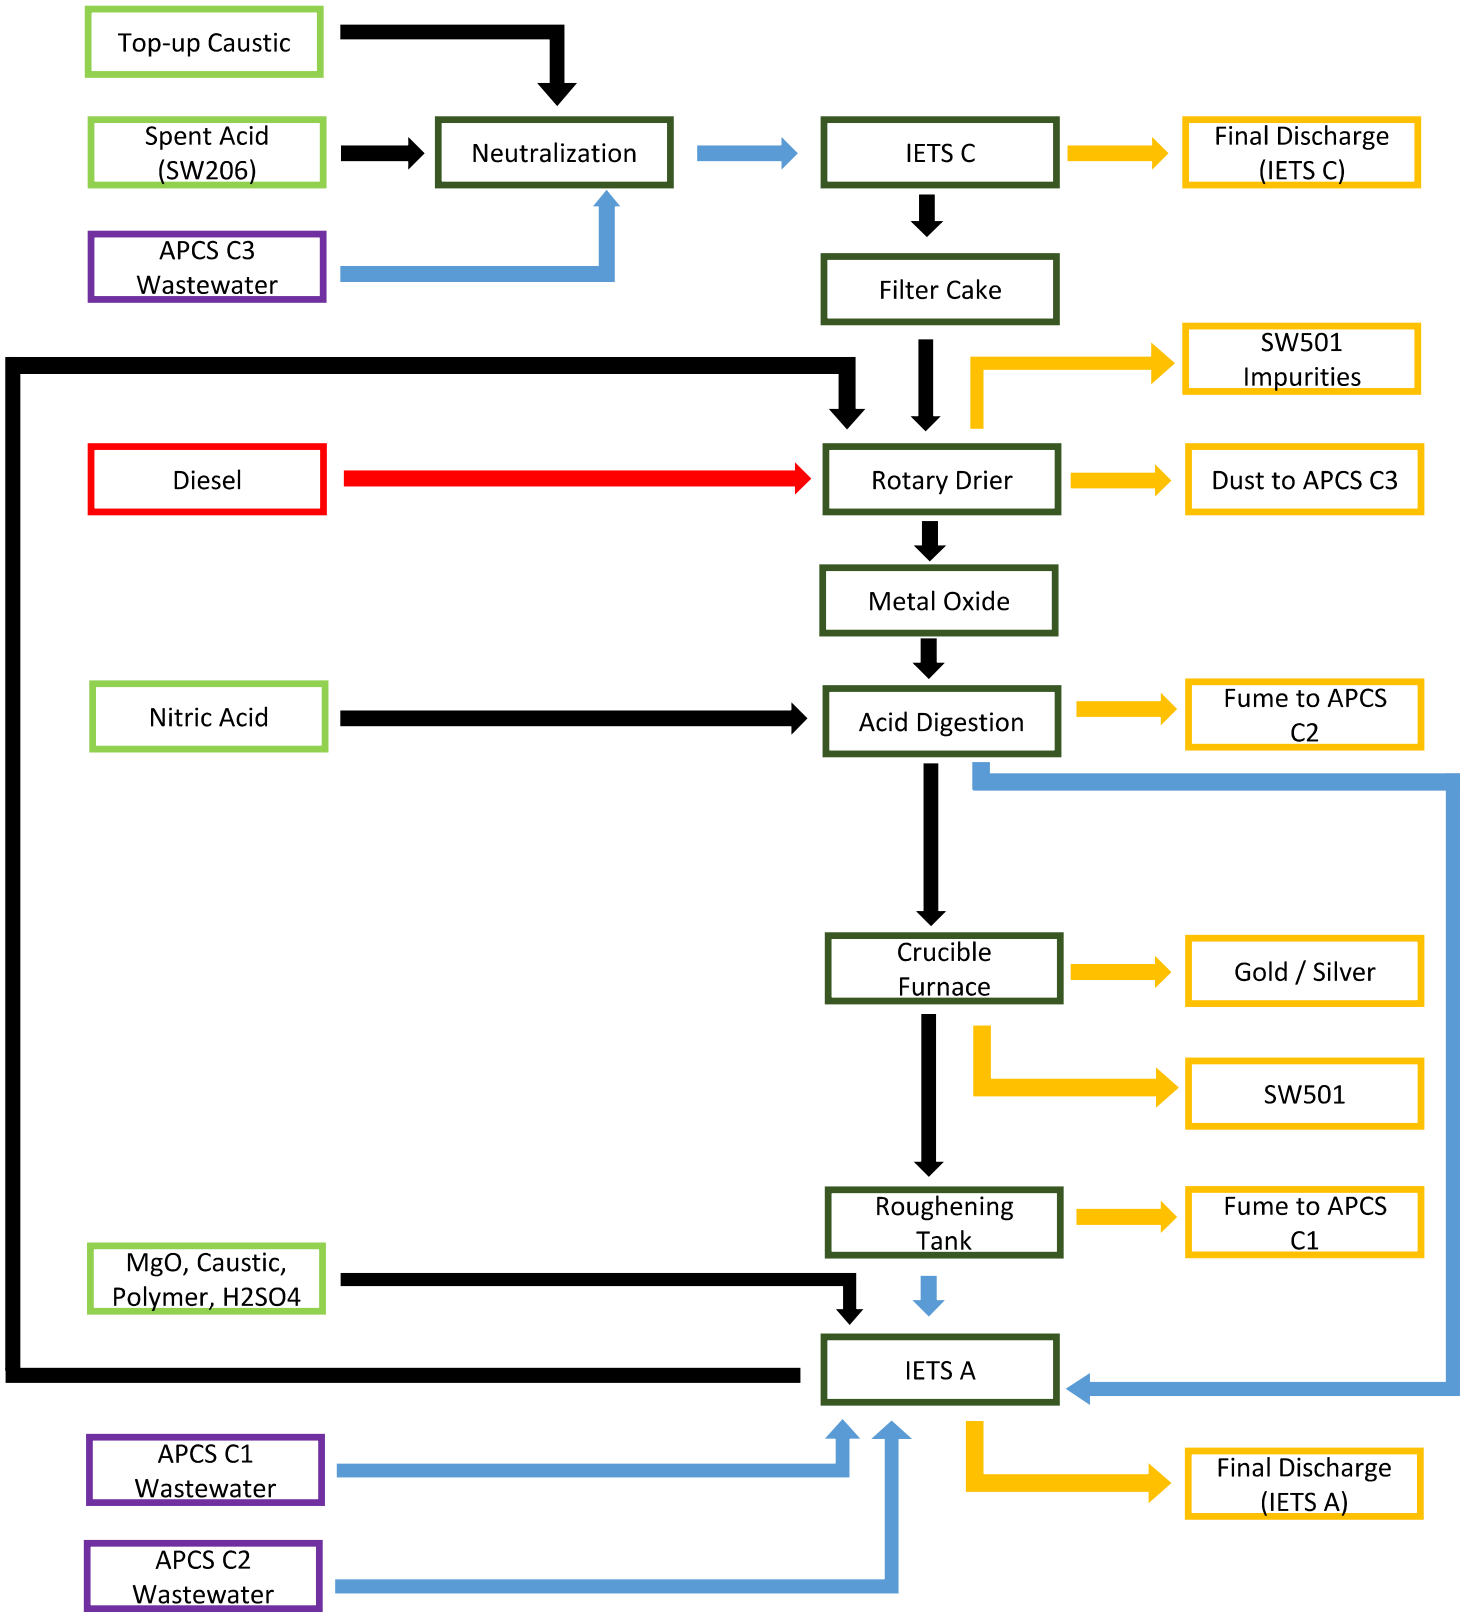 Top-up Caustic
Spent Acid
(SW206)
Neutralization
IETS C
Final Discharge
(IETS C)
APCS C3
Wastewater
Filter Cake
SW501
Impurities
Diesel
Rotary Drier
Dust to APCS C3
Metal Oxide
Nitric Acid
Acid Digestion
Fume to APCS
C2
Crucible
Furnace
Gold / Silver
SW501
Roughening
Tank
Fume to APCS
C1
MgO, Caustic,
Polymer, H2SO4
IETS A
APCS C1
Wastewater
Final Discharge
(IETS A)
APCS C2
Wastewater